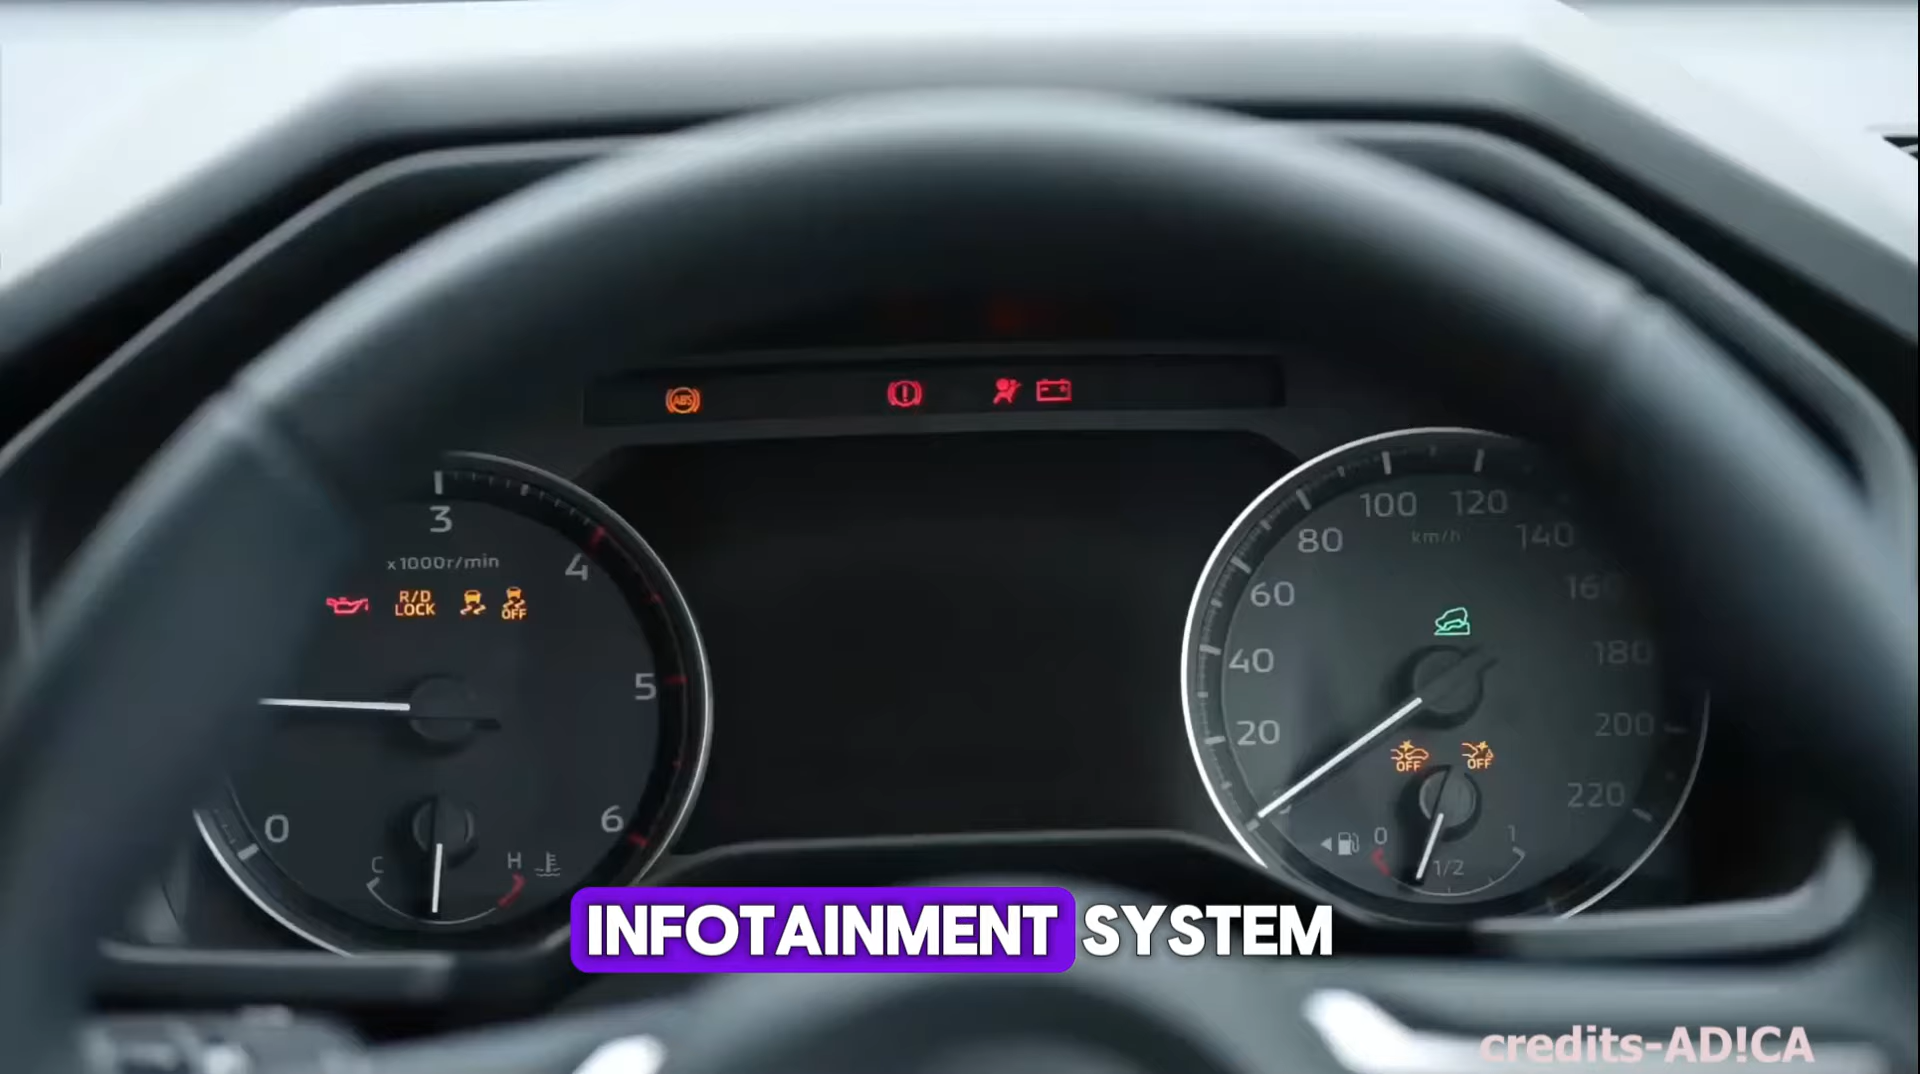 ABS
3
x1000r/min
4
R/D
LOCK
OFF
5
0
6
C
H
100
120
80
km/h
140
60
160
40
180
20
200
OFF
OFF
220
0
1
1/2
INFOTAINMENT SYSTEM
credits-AD!CA